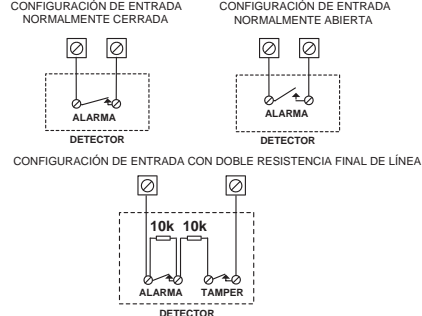 CONFIGURACIÓN DE ENTRADA
NORMALMENTE CERRADA
CONFIGURACIÓN DE ENTRADA
NORMALMENTE ABIERTA
ALARMA
DETECTOR
ALARMA
DETECTOR
CONFIGURACIÓN DE ENTRADA CON DOBLE RESISTENCIA FINAL DE LÍNEA
10k 10k
ALARMA TAMPER
DETECTOR